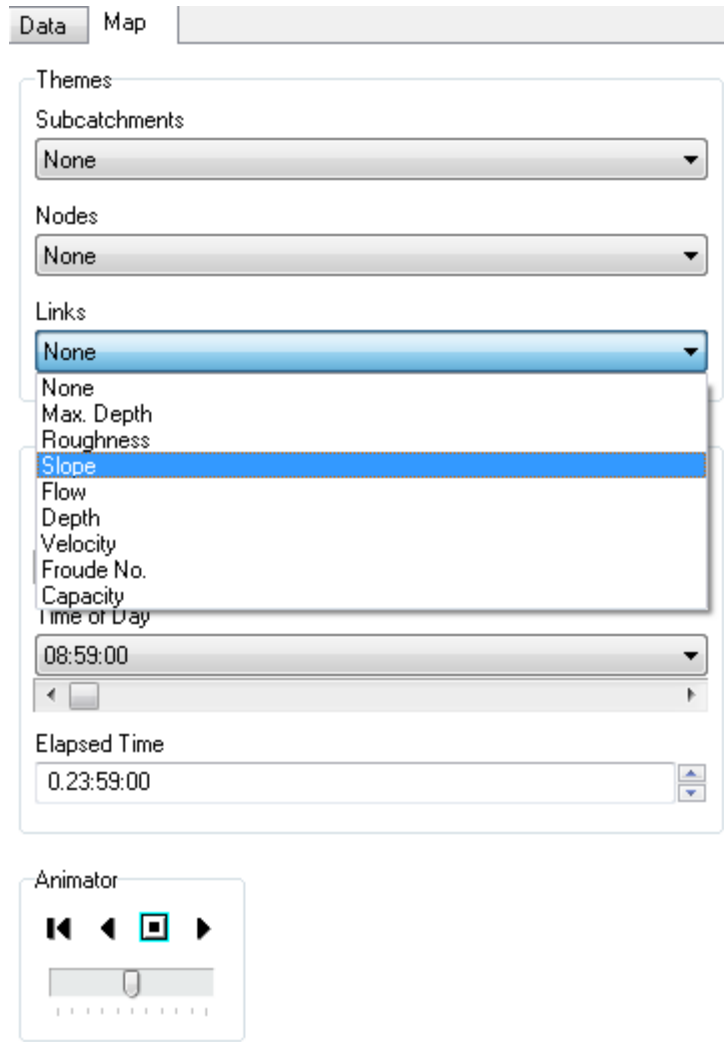 Data Map
Themes
Subcatchments
None
Nodes
None
Links
None
None
Max. Depth
Roughness
Slope
Flow
Depth
Velocity
Froude No.
Capacity
Time of Day
08:59:00
Elapsed Time
0.23:59:00
Animator